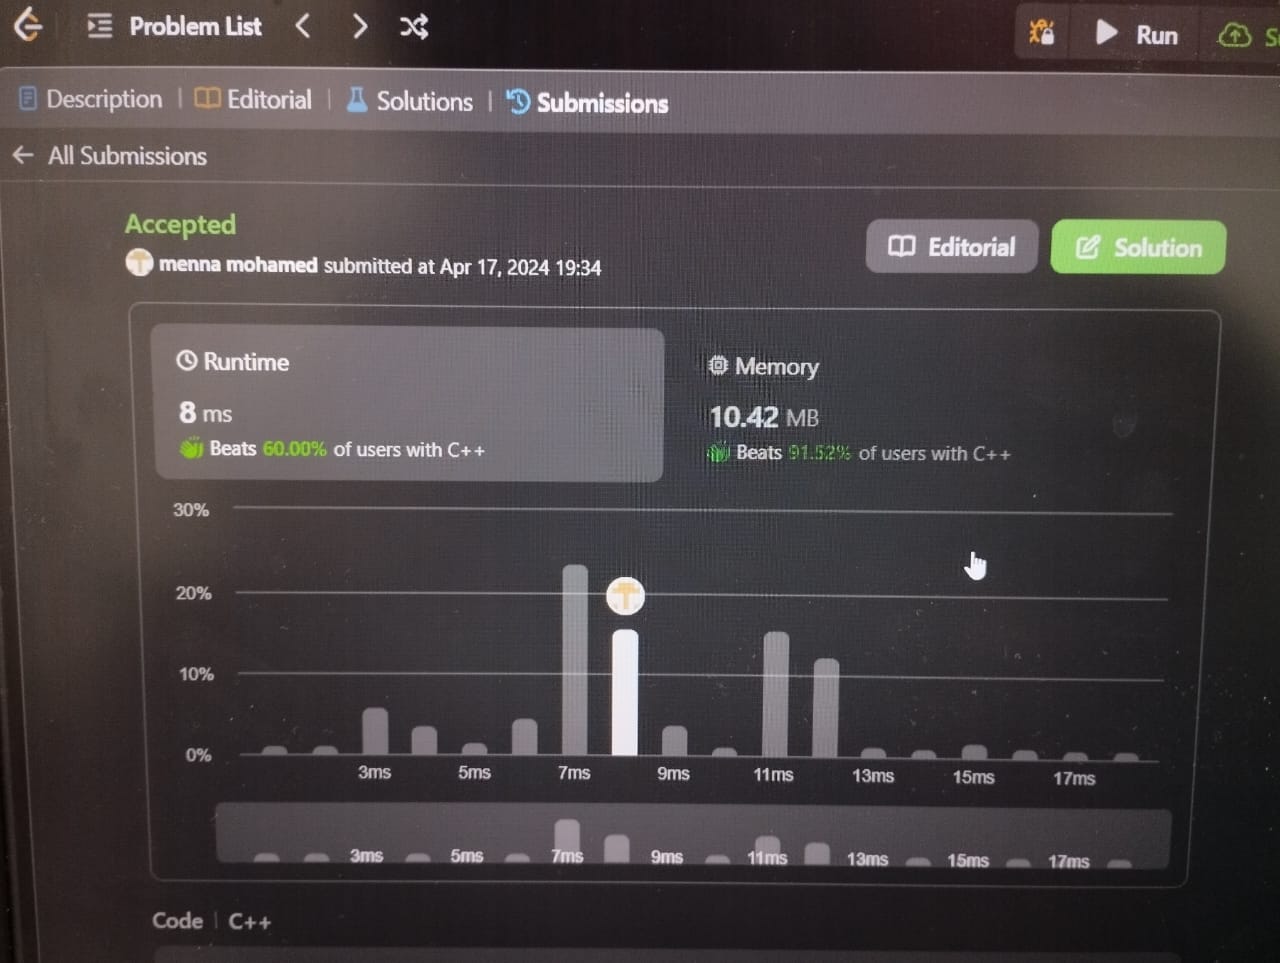 Problem List
Run
Description | Editorial | Solutions | Submissions
← All Submissions
Accepted
menna mohamed submitted at Apr 17, 2024 19:34
Editorial
Solution
Runtime
8 ms
Beats 60.00% of users with C++
Memory
10.42 MB
Beats 91.52% of users with C++
30%
20%
10%
0%
3ms 5ms 7ms 9ms 11ms 13ms 15ms 17ms
3ms 5ms 7ms 9ms 11ms 13ms 15ms 17ms
Code | C++